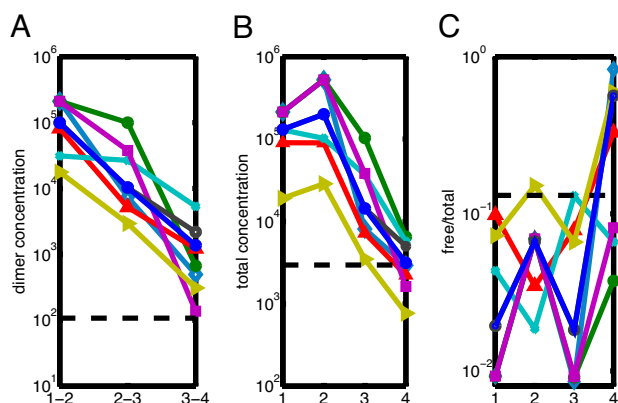 A
dimer concentration
10^6
10^5
10^4
10^3
10^2
10^1
1−2 2−3 3−4
B
total concentration
10^6
10^5
10^4
10^3
10^2
1 2 3 4
C
free/total
10^0
10^−1
10^−2
1 2 3 4